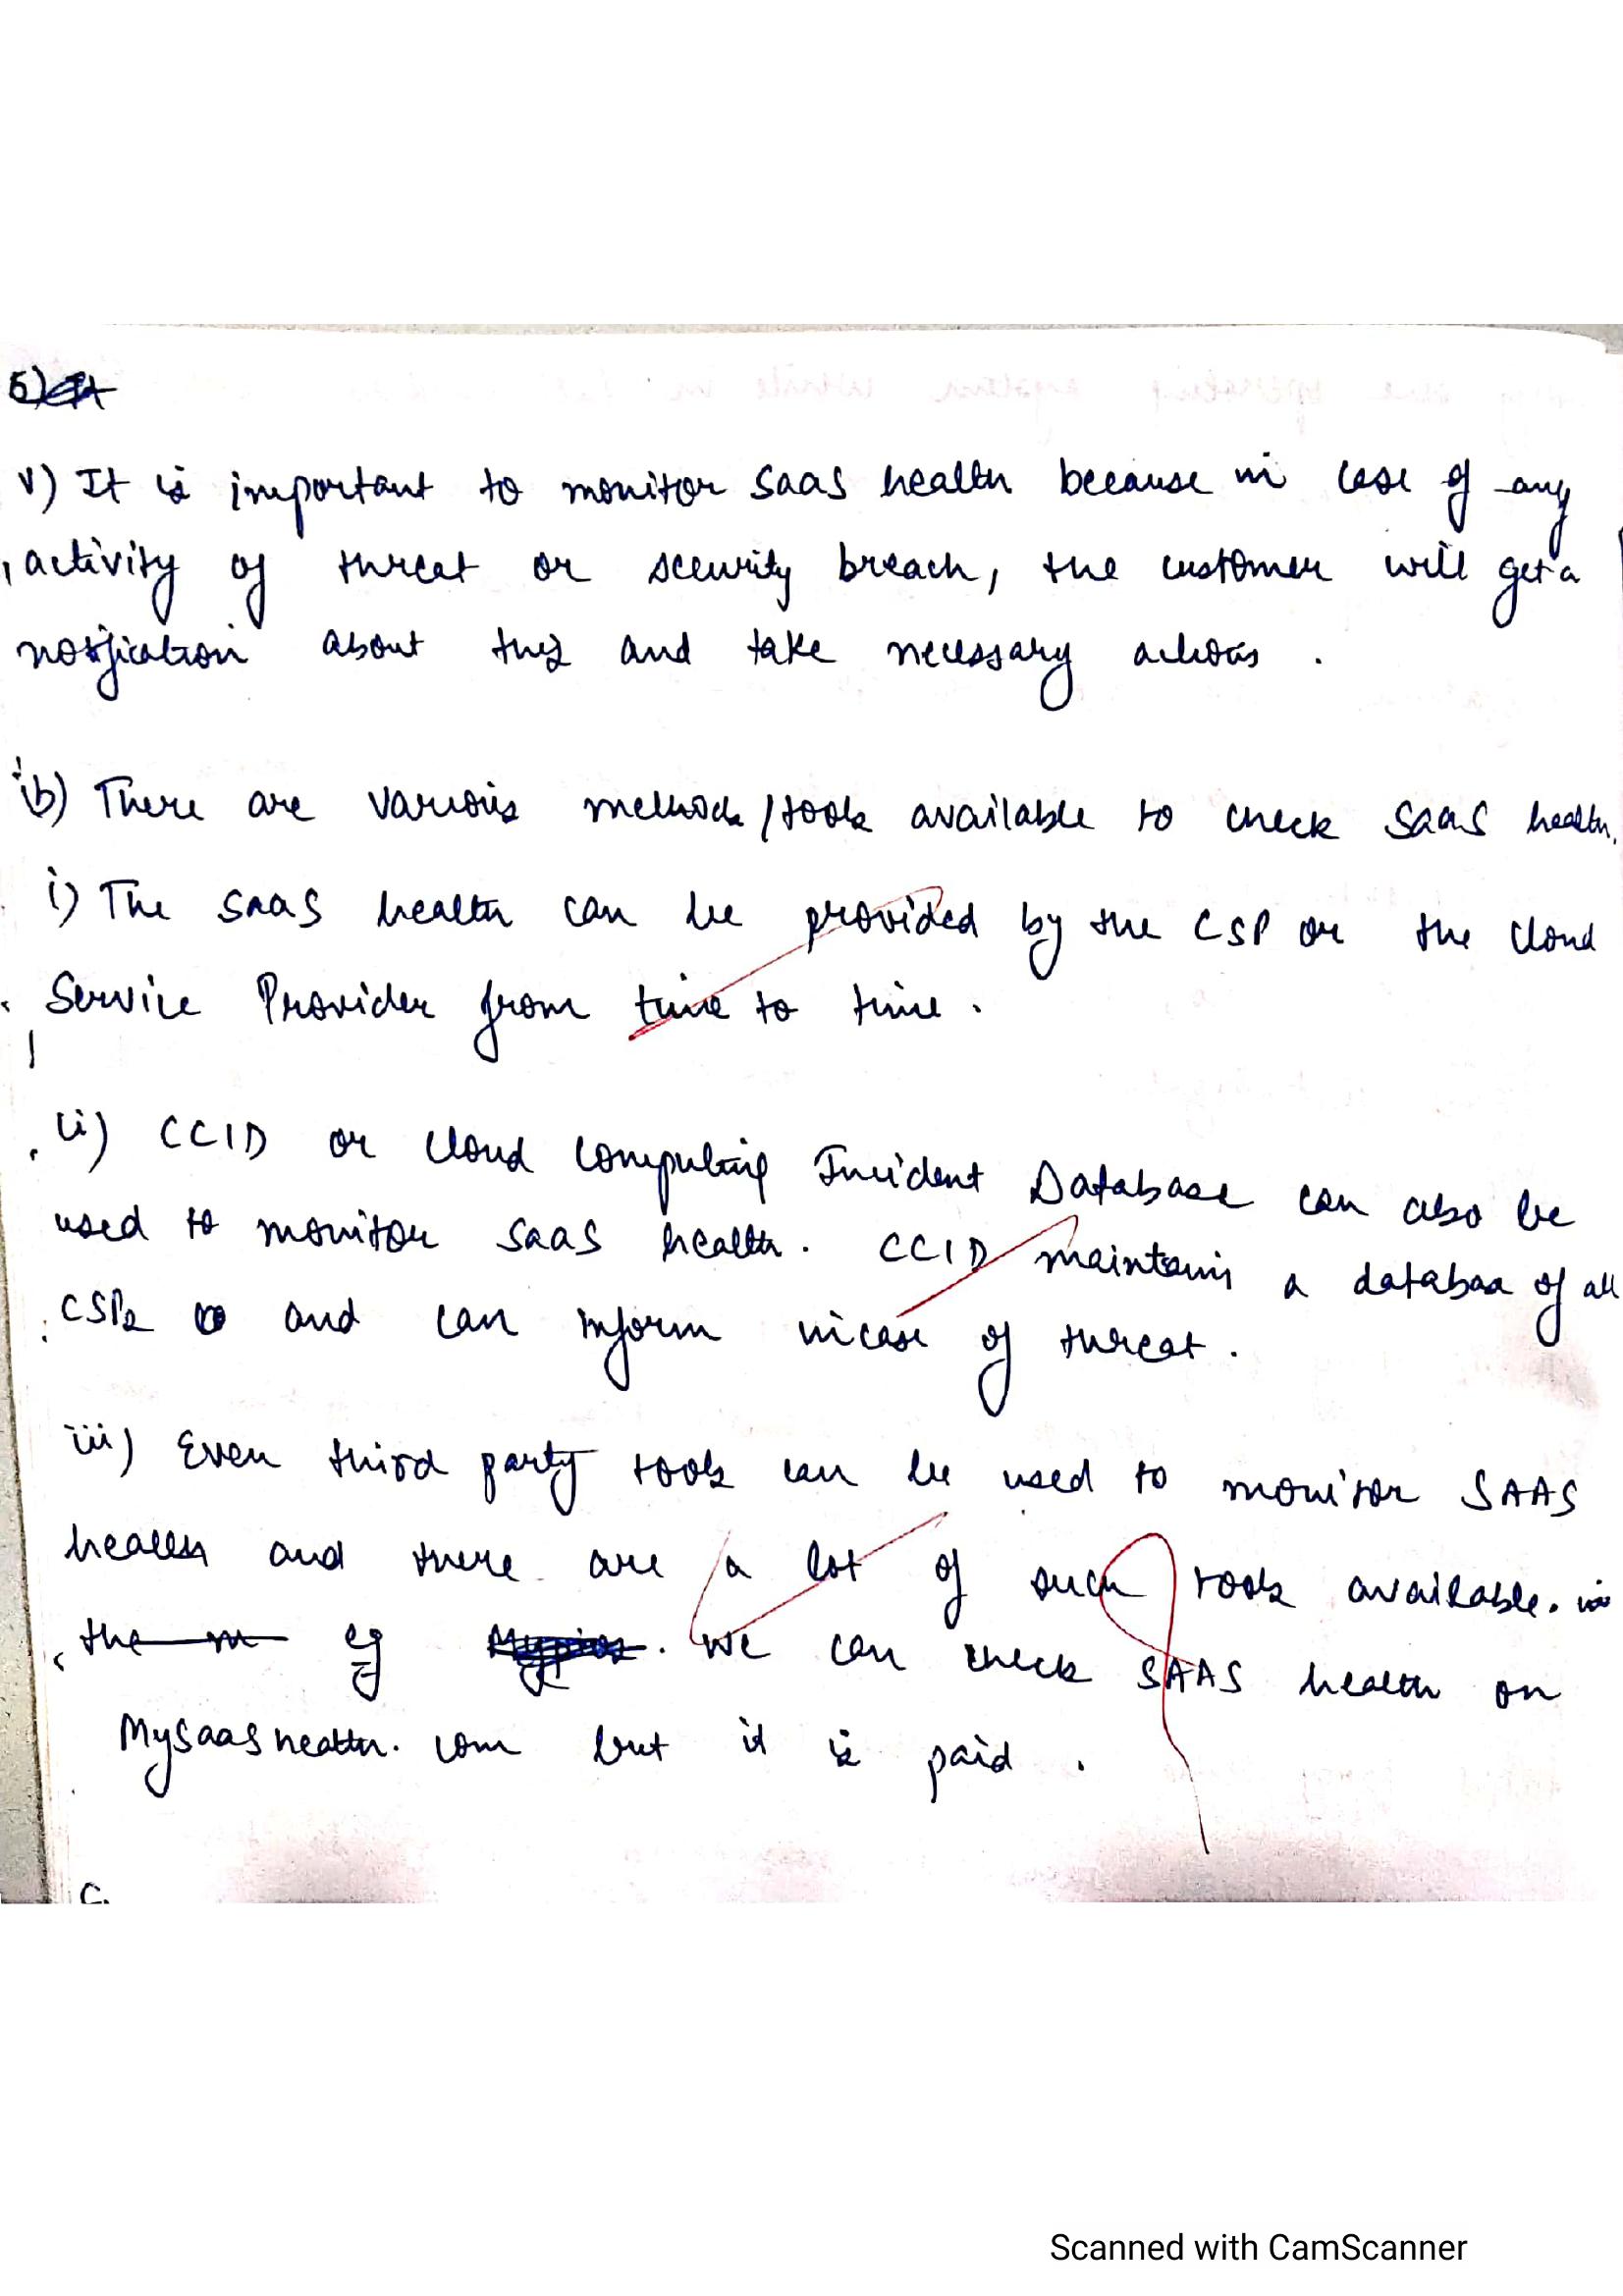 5) It
v) It is important to monitor SaaS health because in case of any
activity of threat or security breach, the customer will get a
notification about this and take necessary actions .
ib) There are various methods / tools available to check SaaS health.
i) The SaaS health can be provided by the CSP or the cloud
Service Provider from time to time .
ii) CCID or Cloud Computing Incident Database can also be
used to monitor SaaS health . CCID maintains a database of all
CSPs and can inform incase of threat .
iii) Even third party tools can be used to monitor SAAS
health and there are a lot of such tools available .
the m eg . We can check SAAS health on
Mysaashealth. com but it is paid .
Scanned with CamScanner